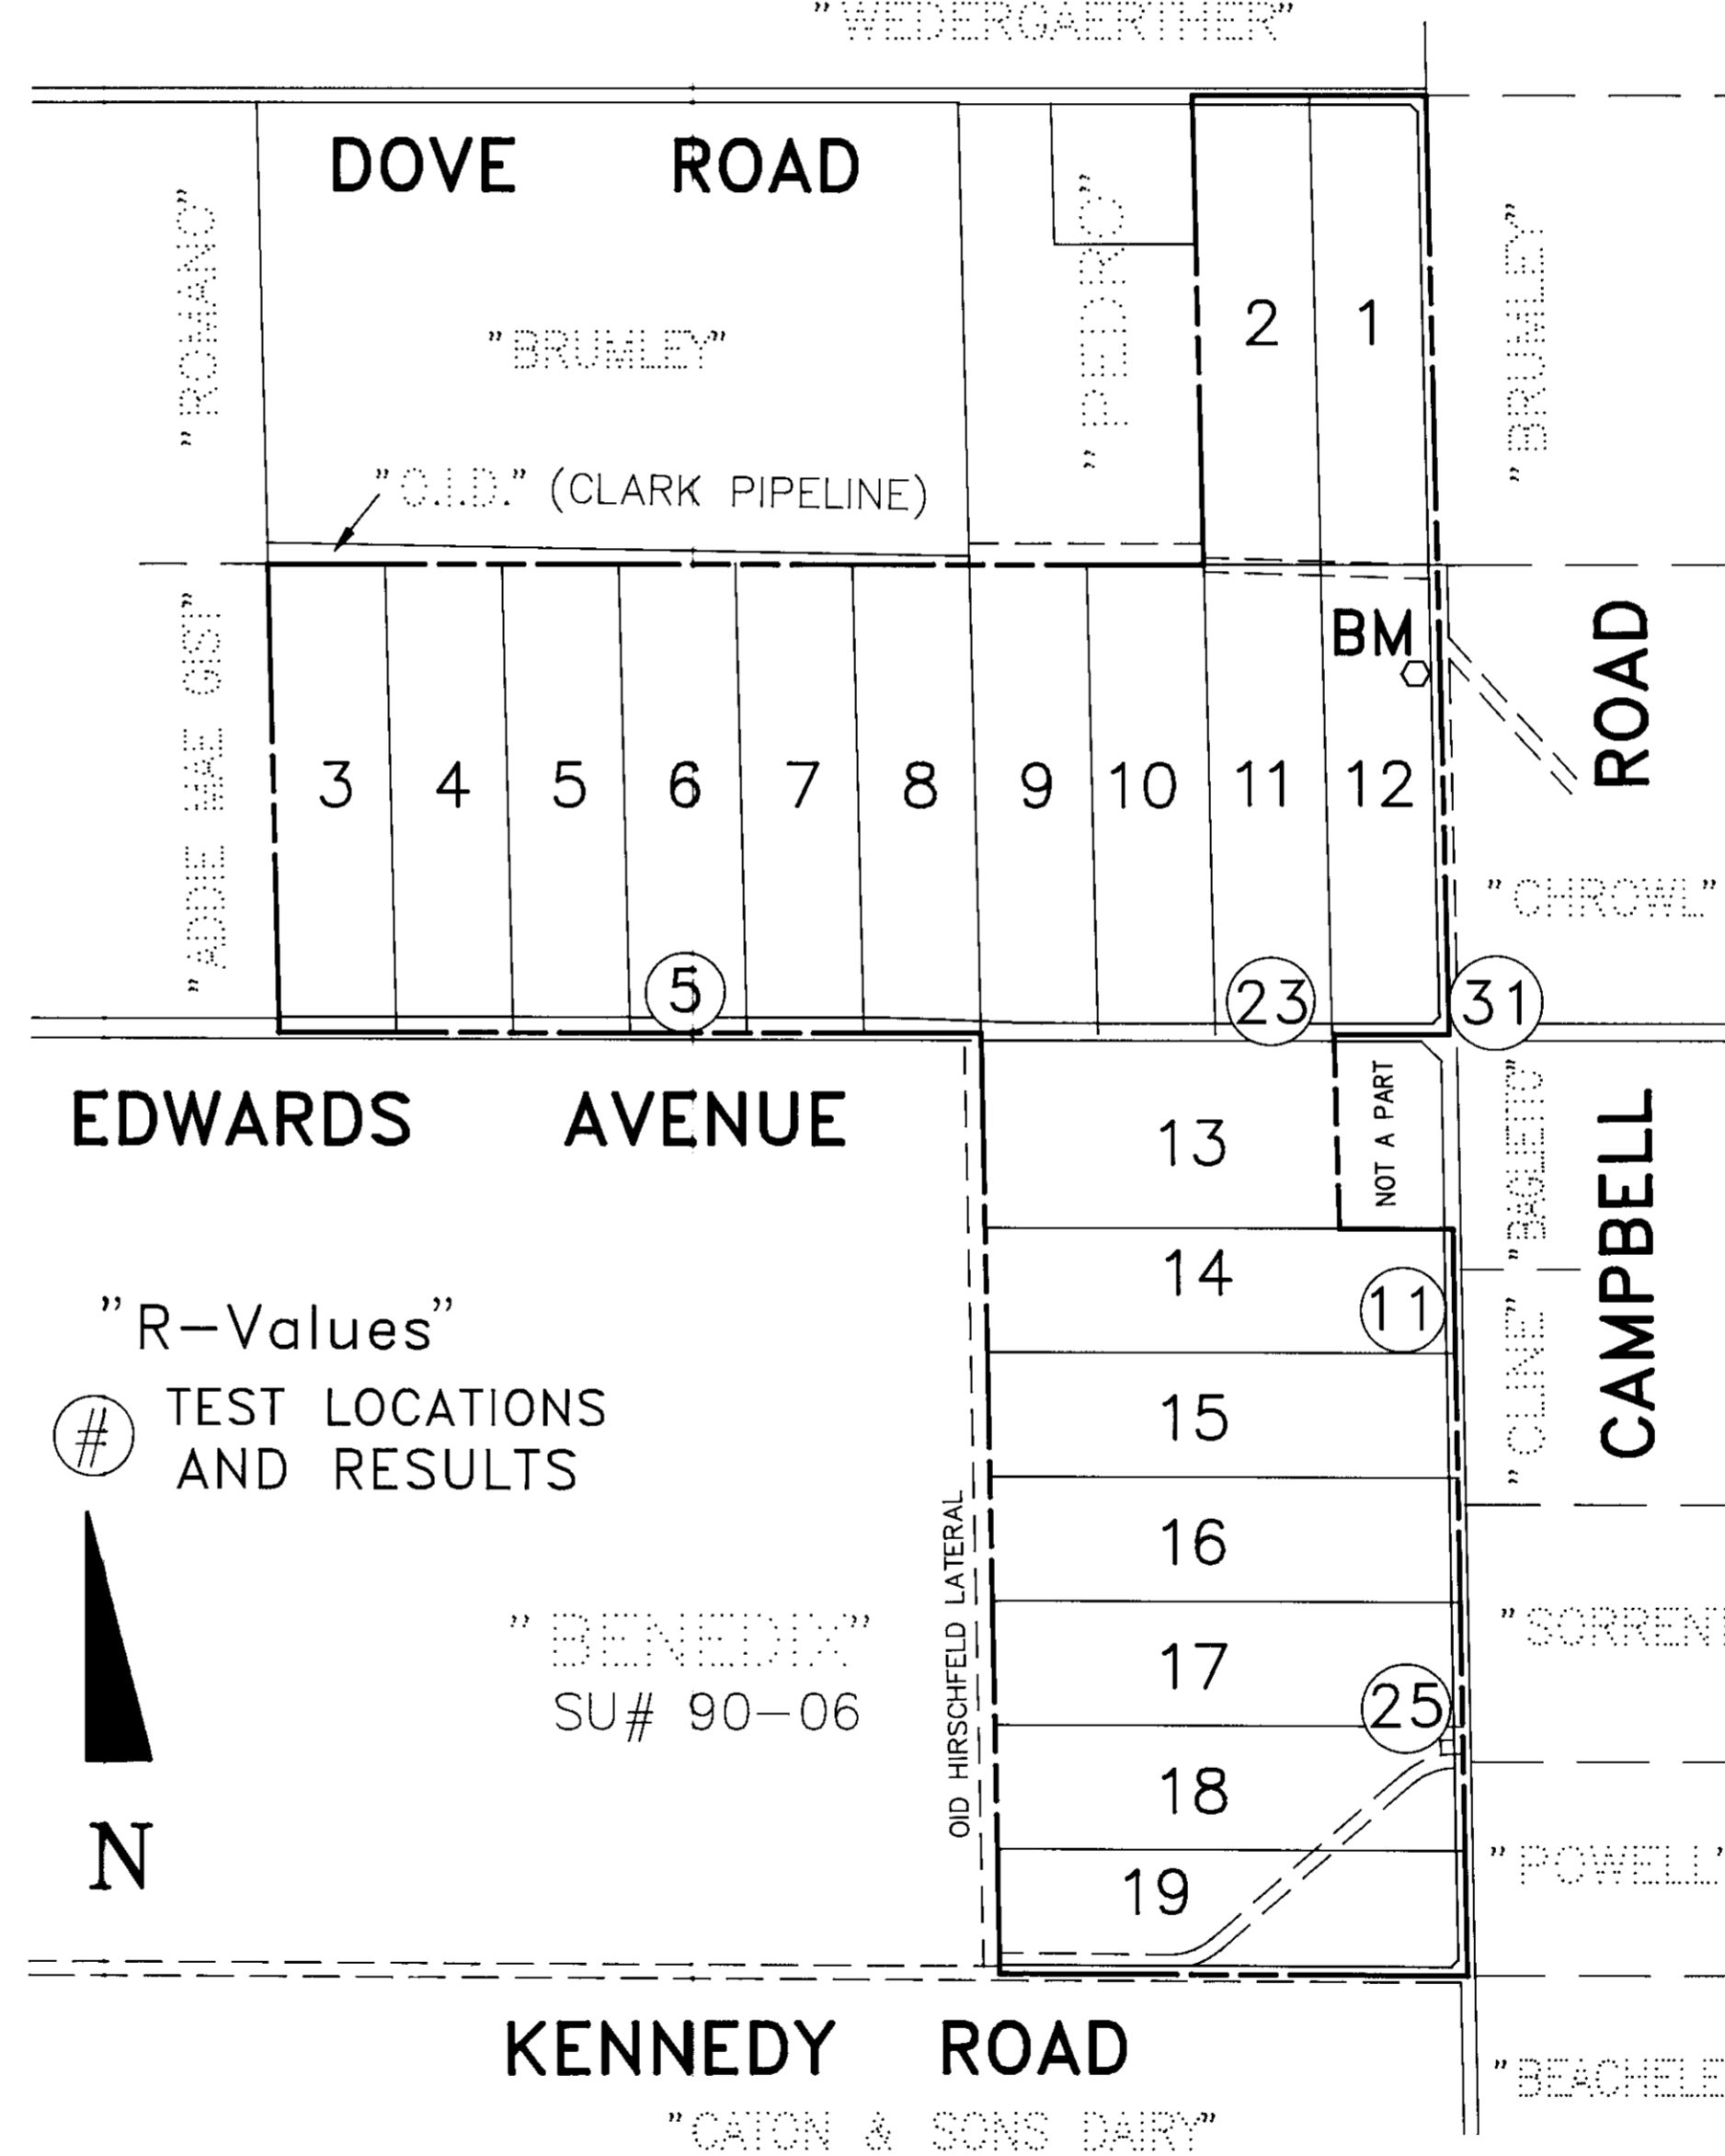 "WEDERGAERTHER"
DOVE ROAD
"ROMANO"
"BRUMLEY"
"PEDRO"
2
1
"BRUMLEY"
"O.I.D." (CLARK PIPELINE)
"ADDIE MAE GIST"
BM
ROAD
3
4
5
6
7
8
9
10
11
12
"CHROWL"
5
23
31
EDWARDS AVENUE
13
NOT A PART
CAMPBELL
14
11
"CLINE"
"R-Values"
# TEST LOCATIONS
AND RESULTS
15
16
OID HIRSCHFELD LATERAL
"BENEDIX"
SU# 90-06
17
25
18
N
19
"POWELL"
KENNEDY ROAD
"CATON & SONS DAIRY"